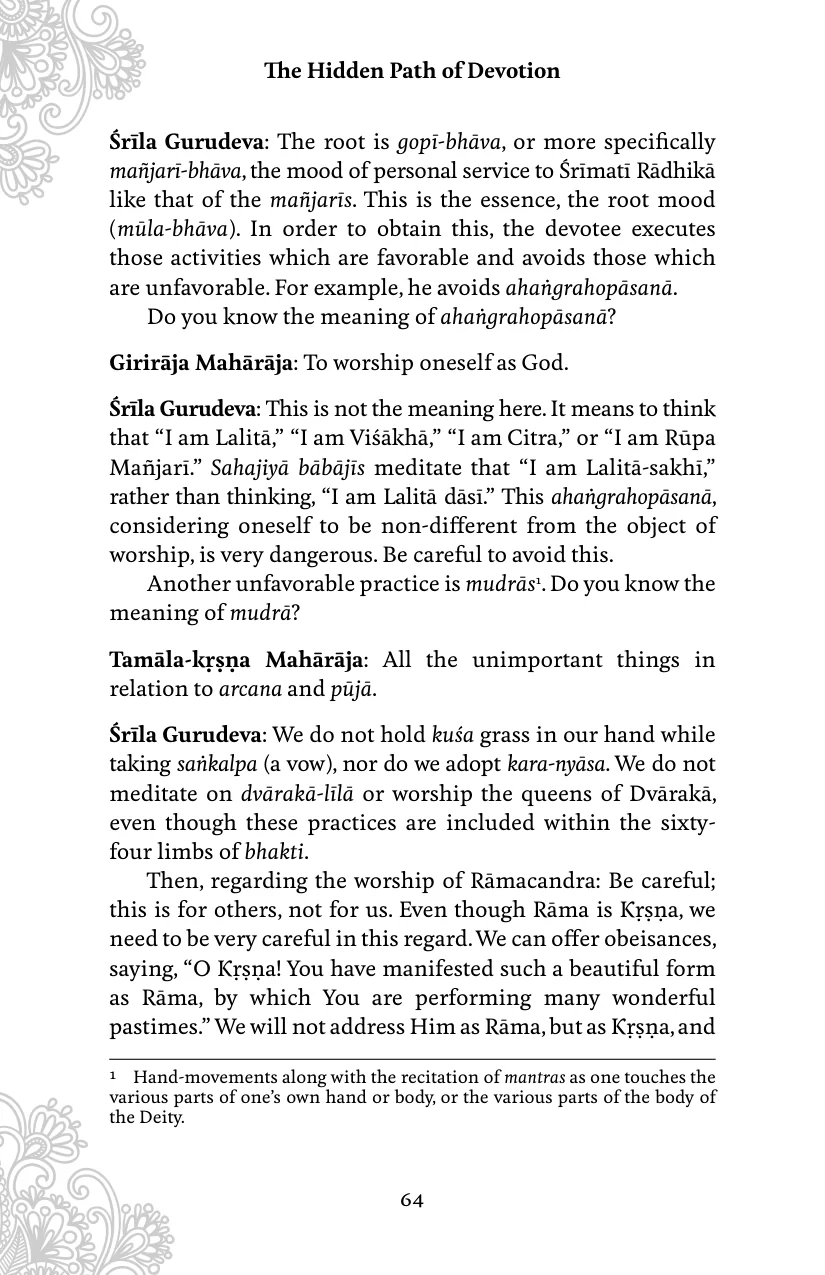 The Hidden Path of Devotion
Śrīla Gurudeva: The root is gopī-bhāva, or more specifically
mañjarī-bhāva, the mood of personal service to Śrīmatī Rādhikā
like that of the mañjarīs. This is the essence, the root mood
(mūla-bhāva). In order to obtain this, the devotee executes
those activities which are favorable and avoids those which
are unfavorable. For example, he avoids ahaṅgrahopāsanā.
Do you know the meaning of ahaṅgrahopāsanā?
Girirāja Mahārāja: To worship oneself as God.
Śrīla Gurudeva: This is not the meaning here. It means to think
that “I am Lalitā,” “I am Viśākhā,” “I am Citra,” or “I am Rūpa
Mañjarī.” Sahajiyā bābājīs meditate that “I am Lalitā-sakhī,”
rather than thinking, “I am Lalitā dāsī.” This ahaṅgrahopāsanā,
considering oneself to be non-different from the object of
worship, is very dangerous. Be careful to avoid this.
Another unfavorable practice is mudrās¹. Do you know the
meaning of mudrā?
Tamāla-kṛṣṇa Mahārāja: All the unimportant things in
relation to arcana and pūjā.
Śrīla Gurudeva: We do not hold kuśa grass in our hand while
taking saṅkalpa (a vow), nor do we adopt kara-nyāsa. We do not
meditate on dvārakā-līlā or worship the queens of Dvārakā,
even though these practices are included within the sixty-
four limbs of bhakti.
Then, regarding the worship of Rāmacandra: Be careful;
this is for others, not for us. Even though Rāma is Kṛṣṇa, we
need to be very careful in this regard. We can offer obeisances,
saying, “O Kṛṣṇa! You have manifested such a beautiful form
as Rāma, by which You are performing many wonderful
pastimes.” We will not address Him as Rāma, but as Kṛṣṇa, and
¹ Hand-movements along with the recitation of mantras as one touches the
various parts of one’s own hand or body, or the various parts of the body of
the Deity.
64